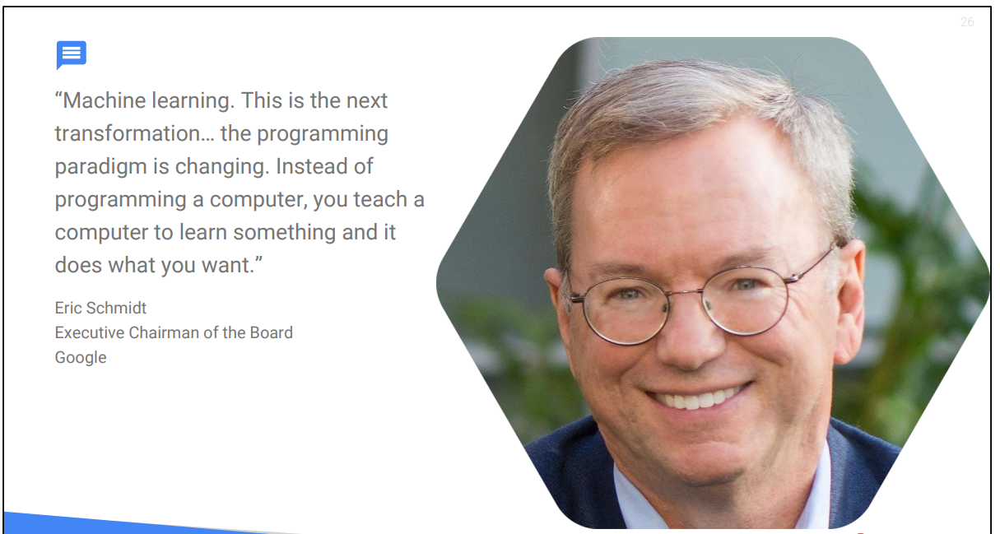 26
“Machine learning. This is the next
transformation... the programming
paradigm is changing. Instead of
programming a computer, you teach a
computer to learn something and it
does what you want.”
Eric Schmidt
Executive Chairman of the Board
Google